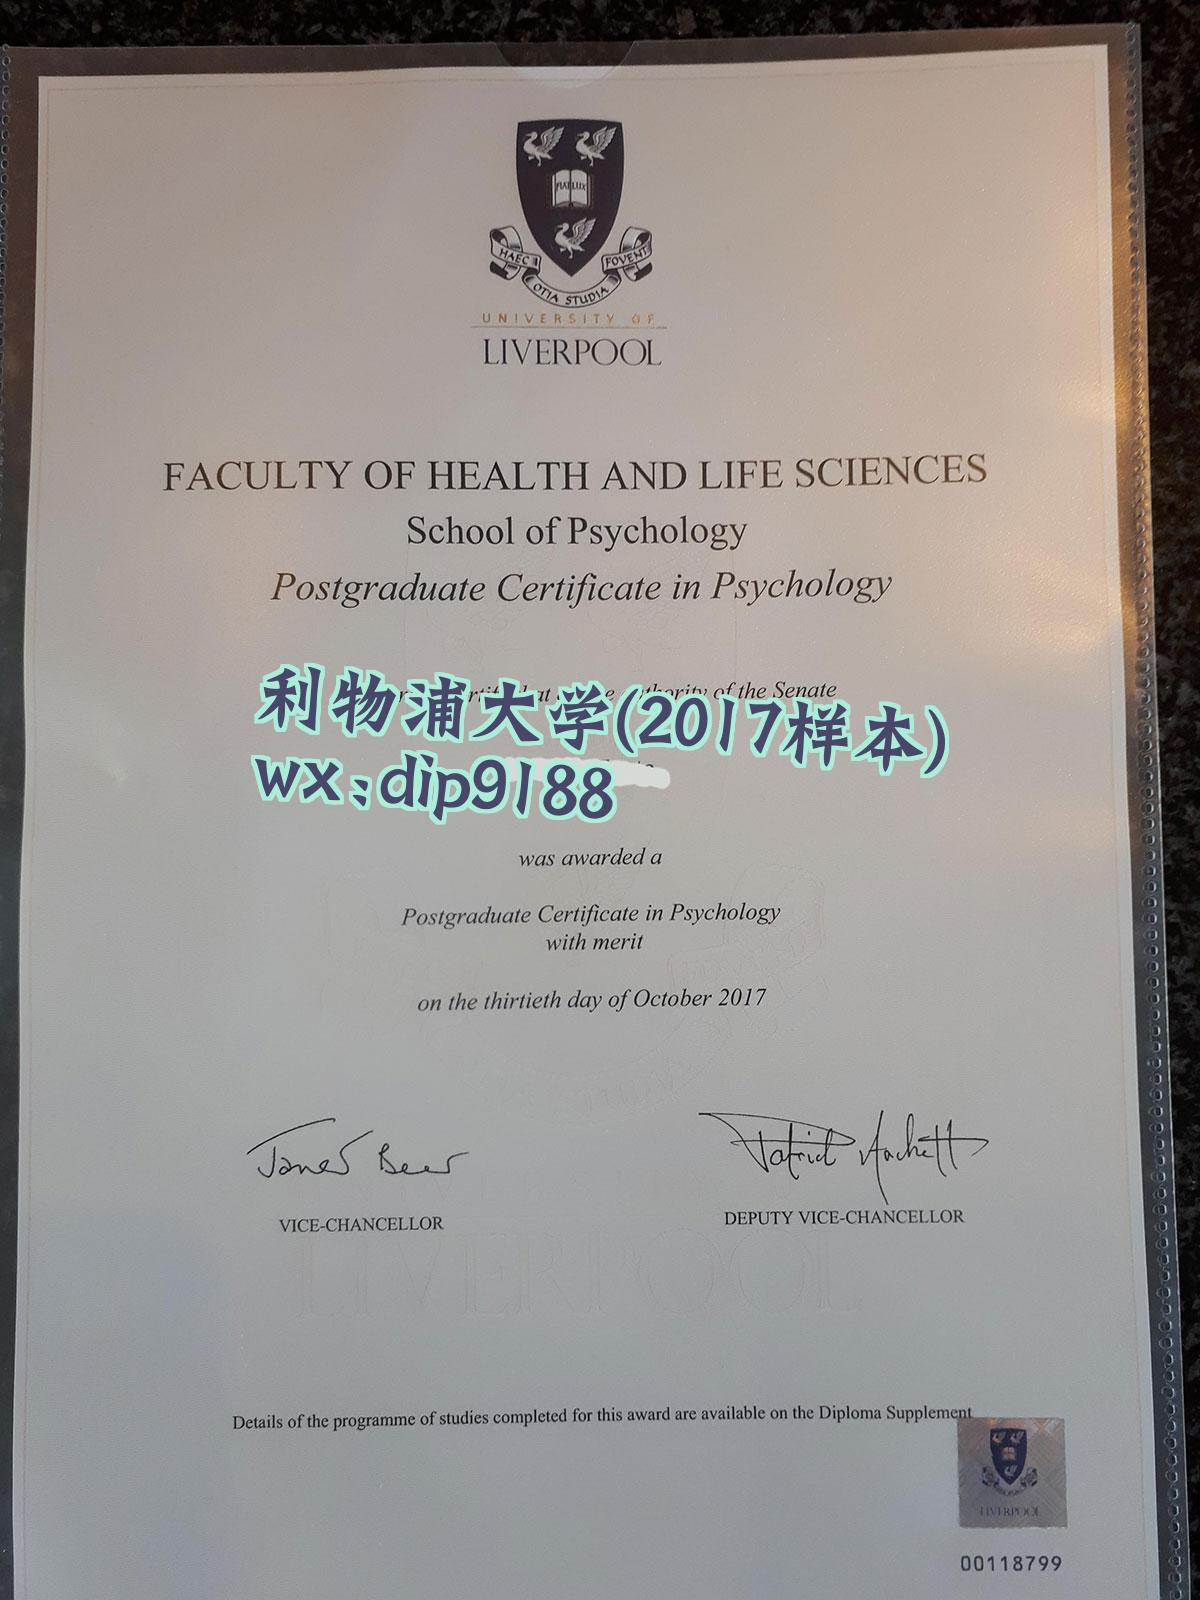 FIAT LUX
HAEC OTIA STUDIA FOVENT
UNIVERSITY OF
LIVERPOOL
FACULTY OF HEALTH AND LIFE SCIENCES
School of Psychology
Postgraduate Certificate in Psychology
of the Senate
利物浦大学(2017样本)
wx:dip9188
was awarded a
Postgraduate Certificate in Psychology
with merit
on the thirtieth day of October 2017
VICE-CHANCELLOR
DEPUTY VICE-CHANCELLOR
LIVERPOOL
Details of the programme of studies completed for this award are available on the Diploma Supplement
LIVERPOOL
00118799